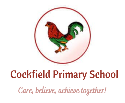 Cockfield Primary School
Care, believe, achieve together!